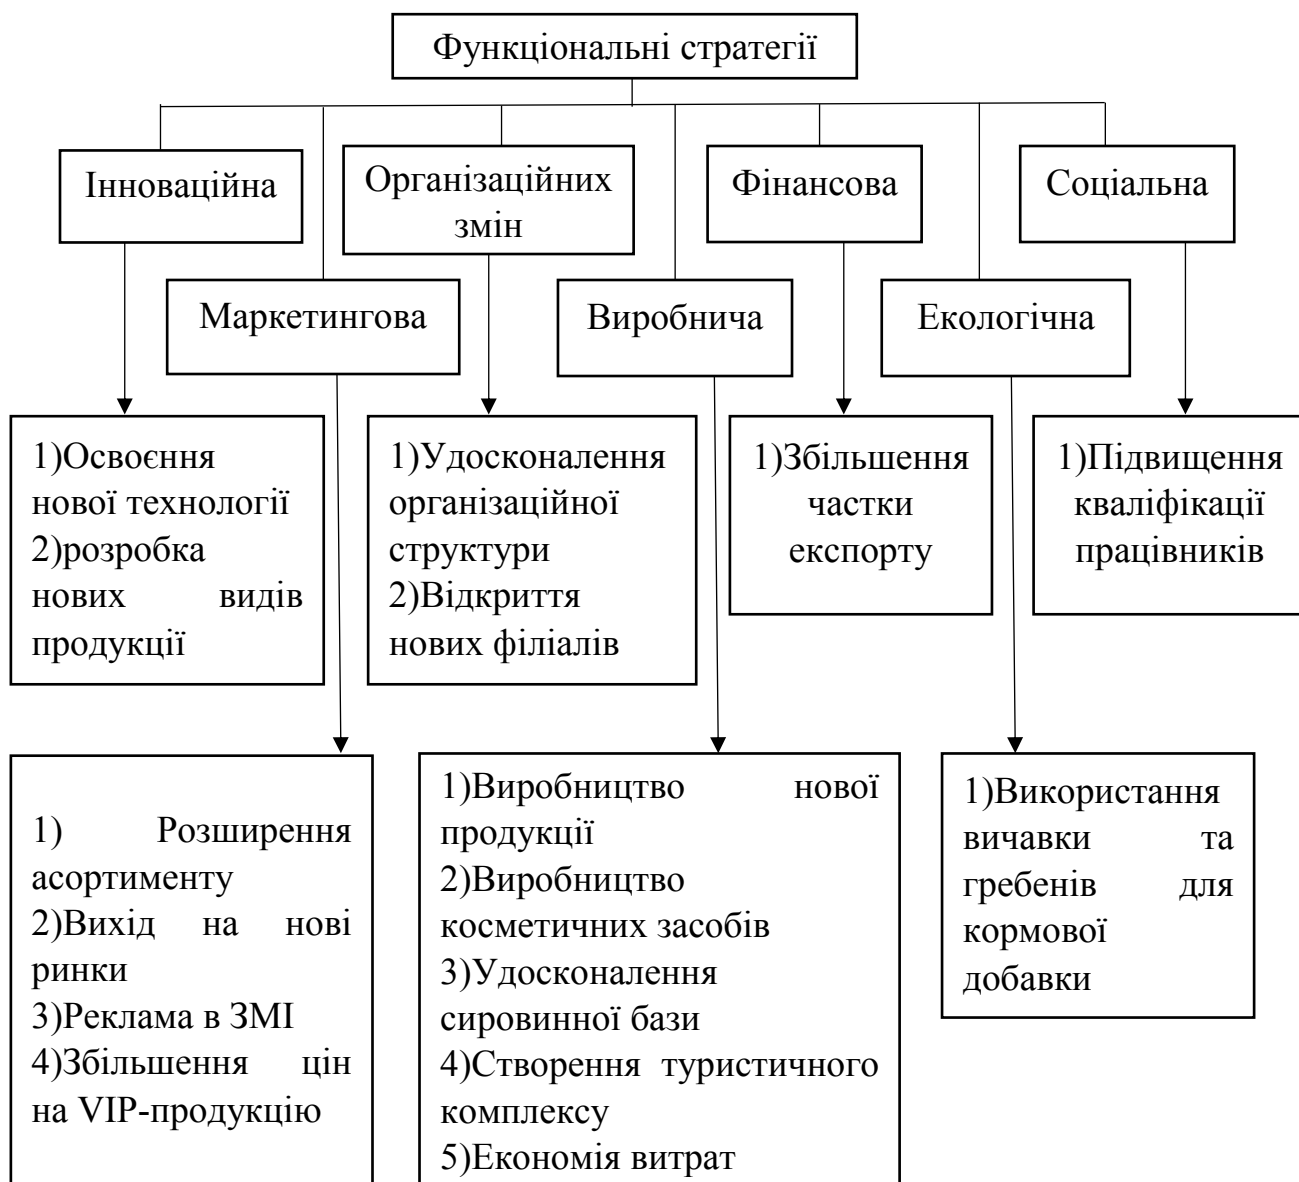 Функціональні стратегії
Інноваційна
Організаційних
змін
Фінансова
Соціальна
Маркетингова
Виробнича
Екологічна
1)Освоєння
нової технології
2)розробка
нових видів
продукції
1)Удосконалення
організаційної
структури
2)Відкриття
нових філіалів
1)Збільшення
частки
експорту
1)Підвищення
кваліфікації
працівників
1) Розширення
асортименту
2)Вихід на нові
ринки
3)Реклама в ЗМІ
4)Збільшення цін
на VIP-продукцію
1)Виробництво нової
продукції
2)Виробництво
косметичних засобів
3)Удосконалення
сировинної бази
4)Створення туристичного
комплексу
5)Економія витрат
1)Використання
вичавки та
гребенів для
кормової
добавки